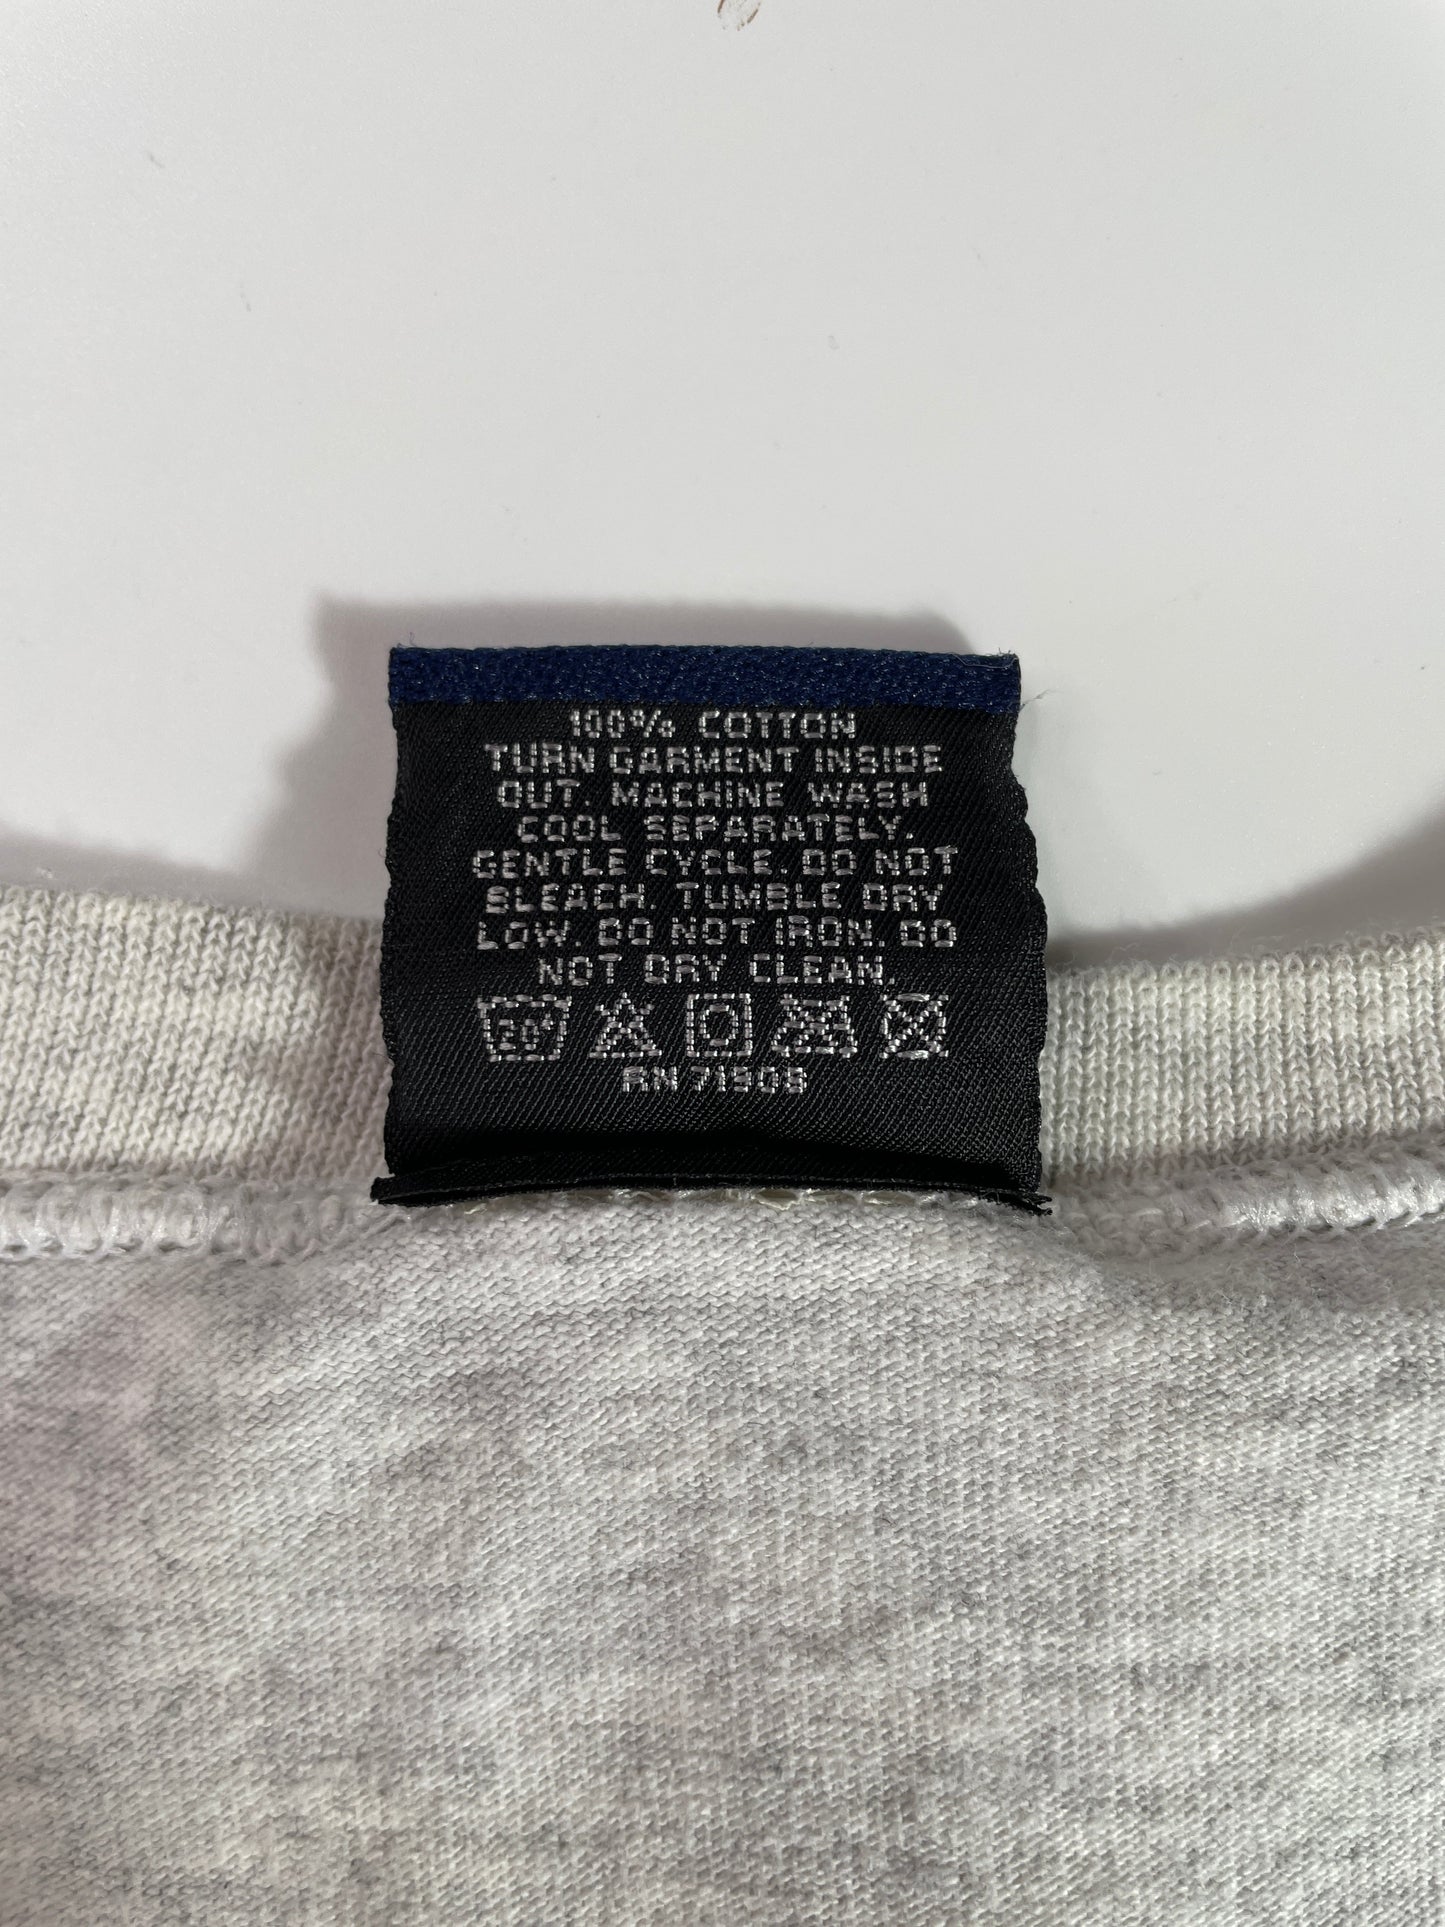 100% COTTON
TURN GARMENT INSIDE
OUT. MACHINE WASH
COOL SEPARATELY.
GENTLE CYCLE. DO NOT
BLEACH. TUMBLE DRY
LOW. DO NOT IRON. DO
NOT DRY CLEAN.
RN